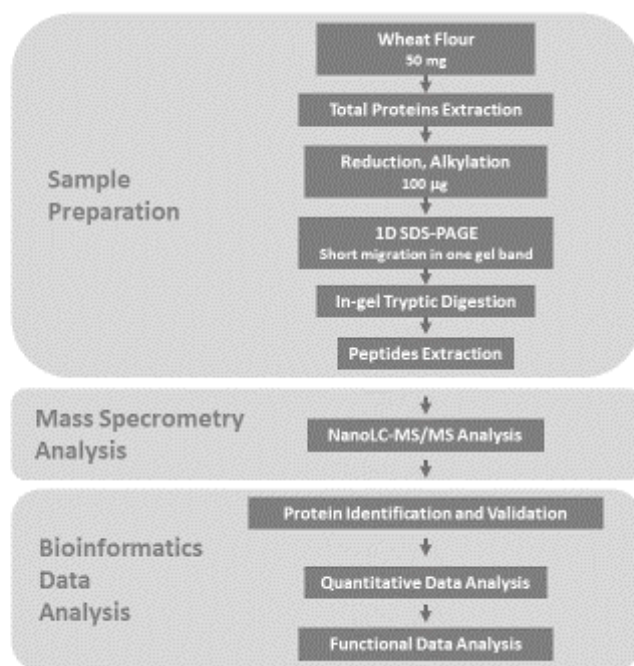 Wheat Flour
50 mg
Total Proteins Extraction
Reduction, Alkylation
100 µg
Sample
Preparation
1D SDS-PAGE
Short migration in one gel band
In-gel Tryptic Digestion
Peptides Extraction
Mass Specrometry
Analysis
NanoLC-MS/MS Analysis
Protein Identification and Validation
Bioinformatics
Data
Analysis
Quantitative Data Analysis
Functional Data Analysis